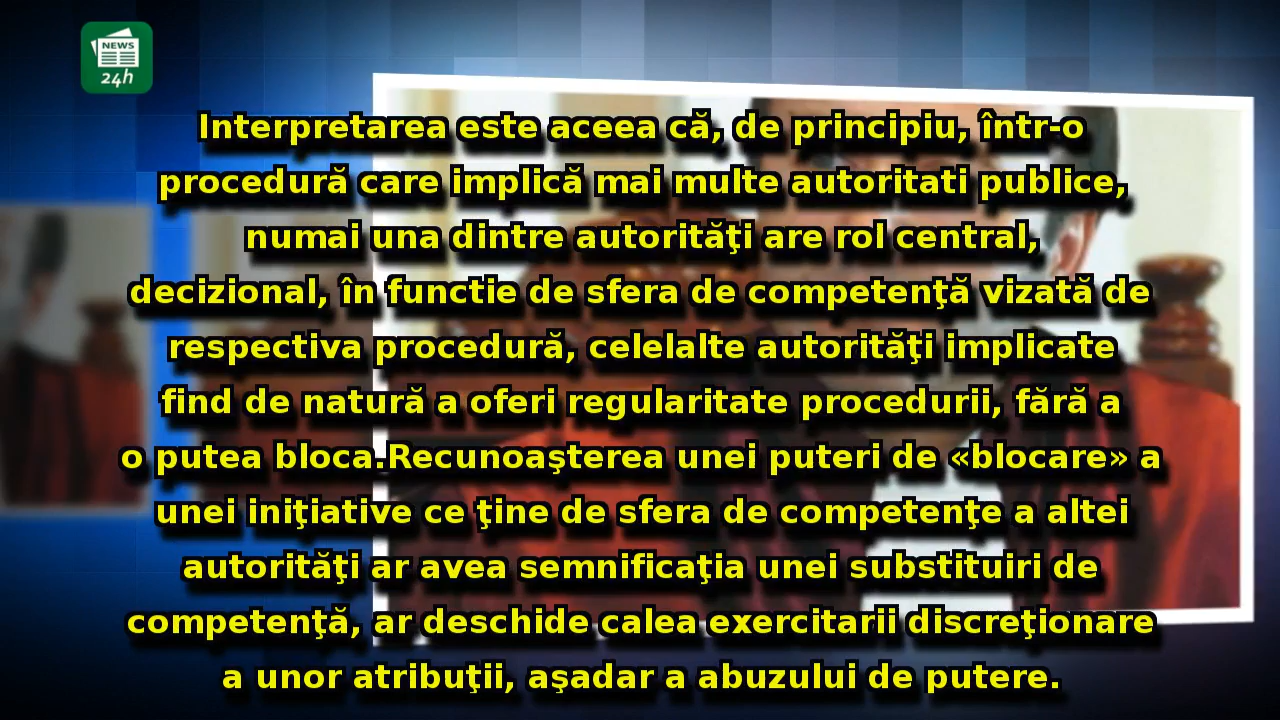 NEWS
24h
Interpretarea este aceea că, de principiu, într-o
procedură care implică mai multe autoritati publice,
numai una dintre autorităţi are rol central,
decizional, în functie de sfera de competenţă vizată de
respectiva procedură, celelalte autorităţi implicate
find de natură a oferi regularitate procedurii, fără a
o putea bloca.Recunoaşterea unei puteri de «blocare» a
unei iniţiative ce ţine de sfera de competenţe a altei
autorităţi ar avea semnificaţia unei substituiri de
competenţă, ar deschide calea exercitarii discreţionare
a unor atribuţii, aşadar a abuzului de putere.